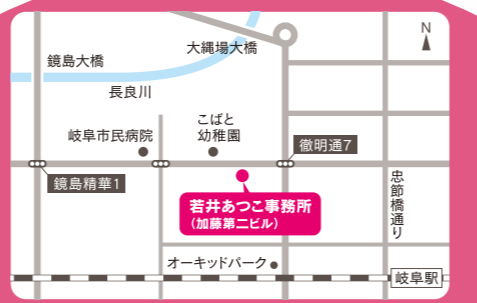 N
大縄場大橋
鏡島大橋
長良川
こばと
幼稚園
岐阜市民病院
徹明通7
鏡島精華1
忠節橋通り
若井あつこ事務所
（加藤第二ビル）
オーキッドパーク
岐阜駅